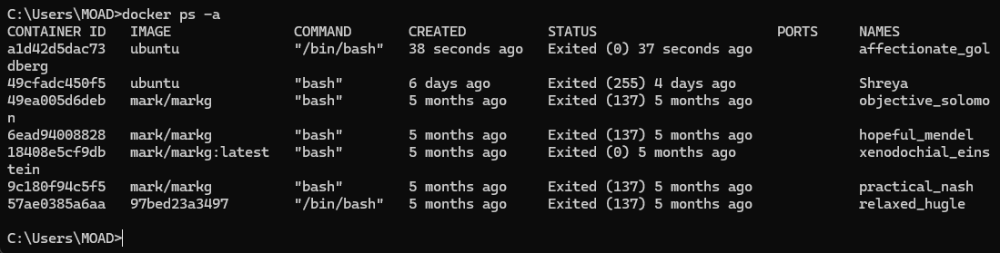 C:\Users\MOAD>docker ps -a
CONTAINER ID   IMAGE                COMMAND       CREATED          STATUS                      PORTS     NAMES
a1d42d5dac73   ubuntu               "/bin/bash"   38 seconds ago   Exited (0) 37 seconds ago             affectionate_gol
dberg
49cfadc450f5   ubuntu               "bash"        6 days ago       Exited (255) 4 days ago               Shreya
49ea005d6deb   mark/markg           "bash"        5 months ago     Exited (137) 5 months ago             objective_solomo
n
6ead94008828   mark/markg           "bash"        5 months ago     Exited (137) 5 months ago             hopeful_mendel
18408e5cf9db   mark/markg:latest    "bash"        5 months ago     Exited (0) 5 months ago               xenodochial_eins
tein
9c180f94c5f5   mark/markg           "bash"        5 months ago     Exited (137) 5 months ago             practical_nash
57ae0385a6aa   97bed23a3497         "/bin/bash"   5 months ago     Exited (137) 5 months ago             relaxed_hugle
C:\Users\MOAD>